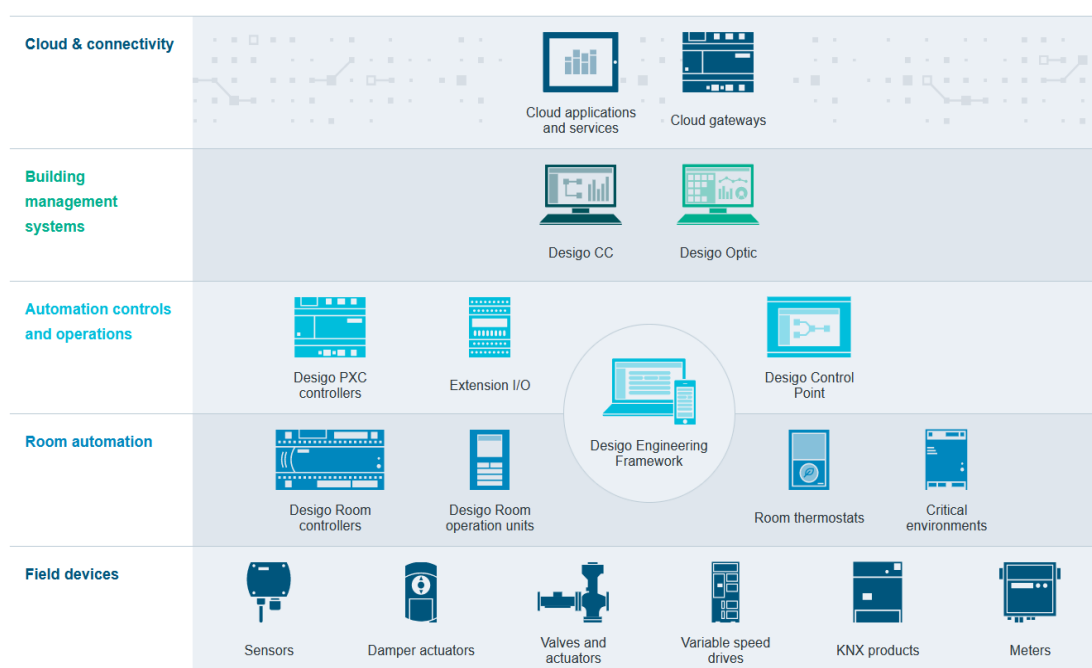 Cloud & connectivity
Cloud applications
and services
Cloud gateways
Building
management
systems
Desigo CC
Desigo Optic
Automation controls
and operations
Desigo PXC
controllers
Extension I/O
Desigo Control
Point
Desigo Engineering
Framework
Room automation
Desigo Room
controllers
Desigo Room
operation units
Room thermostats
Critical
environments
Field devices
Sensors
Damper actuators
Valves and
actuators
Variable speed
drives
KNX products
Meters